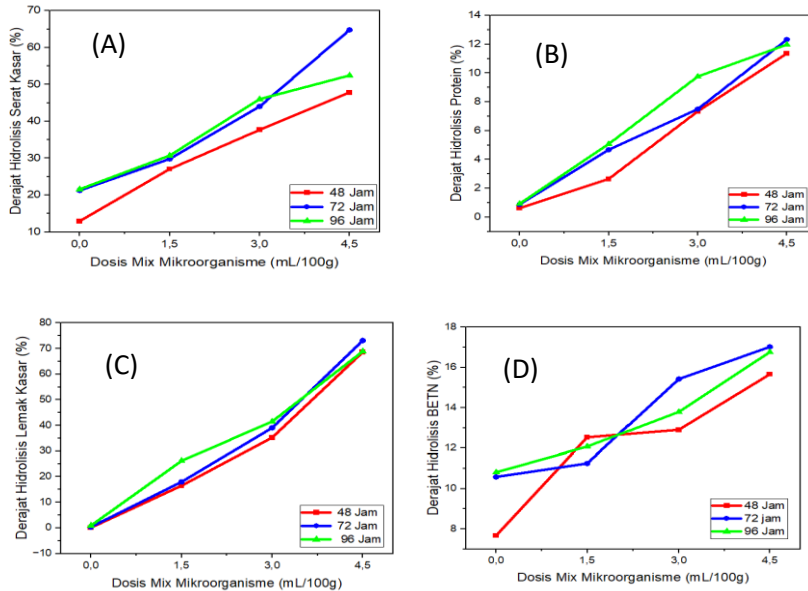 (A)
Derajat Hidrolisis Serat Kasar (%)
70
60
50
40
30
20
10
0,0
1,5
3,0
4,5
48 Jam
72 Jam
96 Jam
Dosis Mix Mikroorganisme (mL/100g)
(B)
Derajat Hidrolisis Protein (%)
14
12
10
8
6
4
2
0
0,0
1,5
3,0
4,5
48 Jam
72 Jam
96 Jam
Dosis Mix Mikroorganisme (mL/100g)
(C)
Derajat Hidrolisis Lemak Kasar (%)
80
70
60
50
40
30
20
10
0
−10
0,0
1,5
3,0
4,5
48 Jam
72 Jam
96 Jam
Dosis Mix Mikroorganisme (mL/100g)
(D)
Derajat Hidrolisis BETN (%)
18
16
14
12
10
8
0,0
1,5
3,0
4,5
48 Jam
72 jam
96 Jam
Dosis Mix Mikroorganisme (mL/100g)